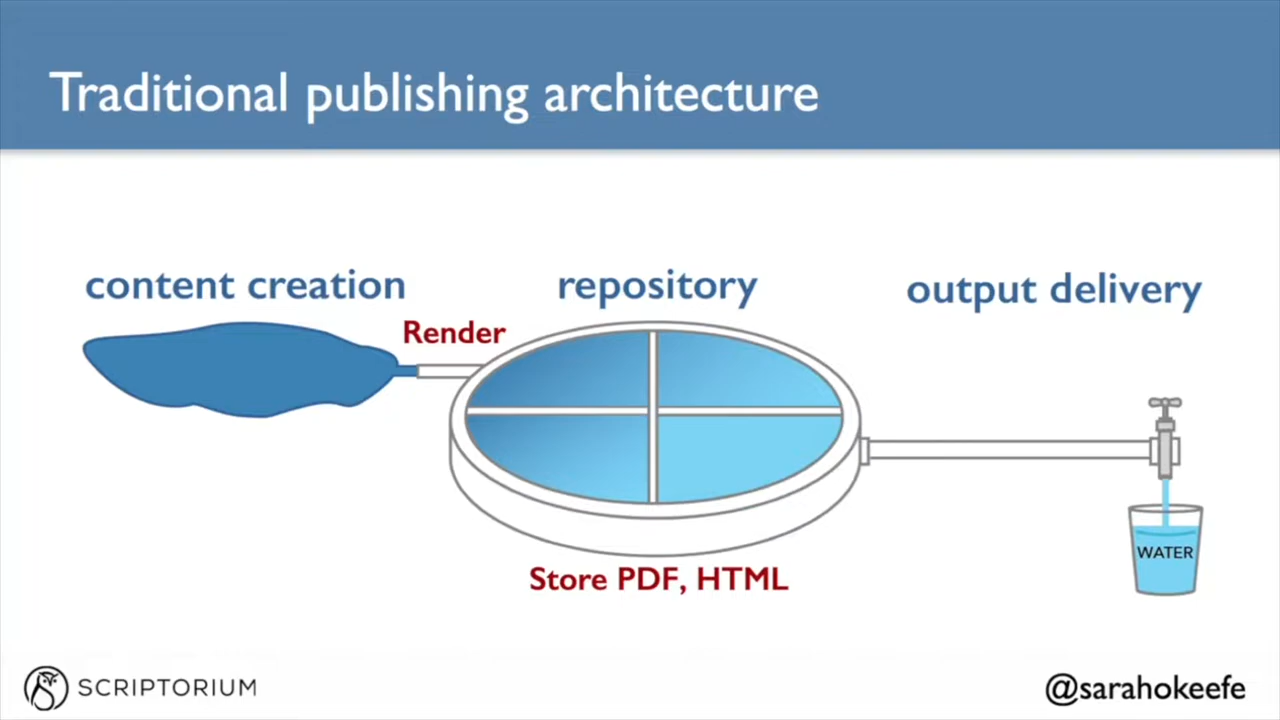 Traditional publishing architecture
content creation
repository
output delivery
Render
WATER
Store PDF, HTML
SCRIPTORIUM
@sarahokeefe